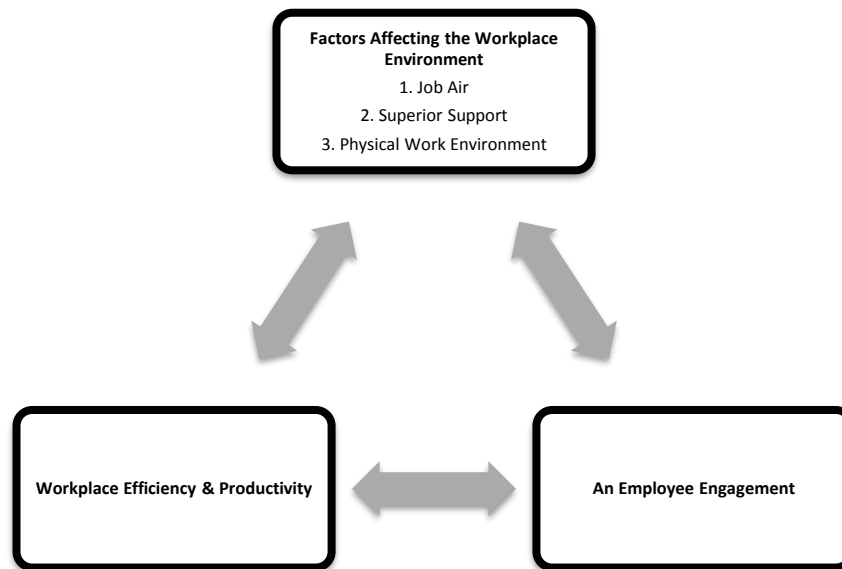 Factors Affecting the Workplace
Environment
1. Job Air
2. Superior Support
3. Physical Work Environment
Workplace Efficiency & Productivity
An Employee Engagement